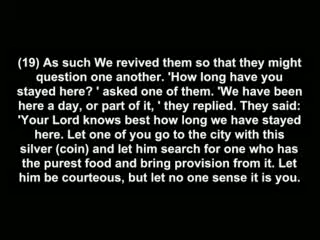 (19) As such We revived them so that they might
question one another. 'How long have you
stayed here? ' asked one of them. 'We have been
here a day, or part of it, ' they replied. They said:
'Your Lord knows best how long we have stayed
here. Let one of you go to the city with this
silver (coin) and let him search for one who has
the purest food and bring provision from it. Let
him be courteous, but let no one sense it is you.